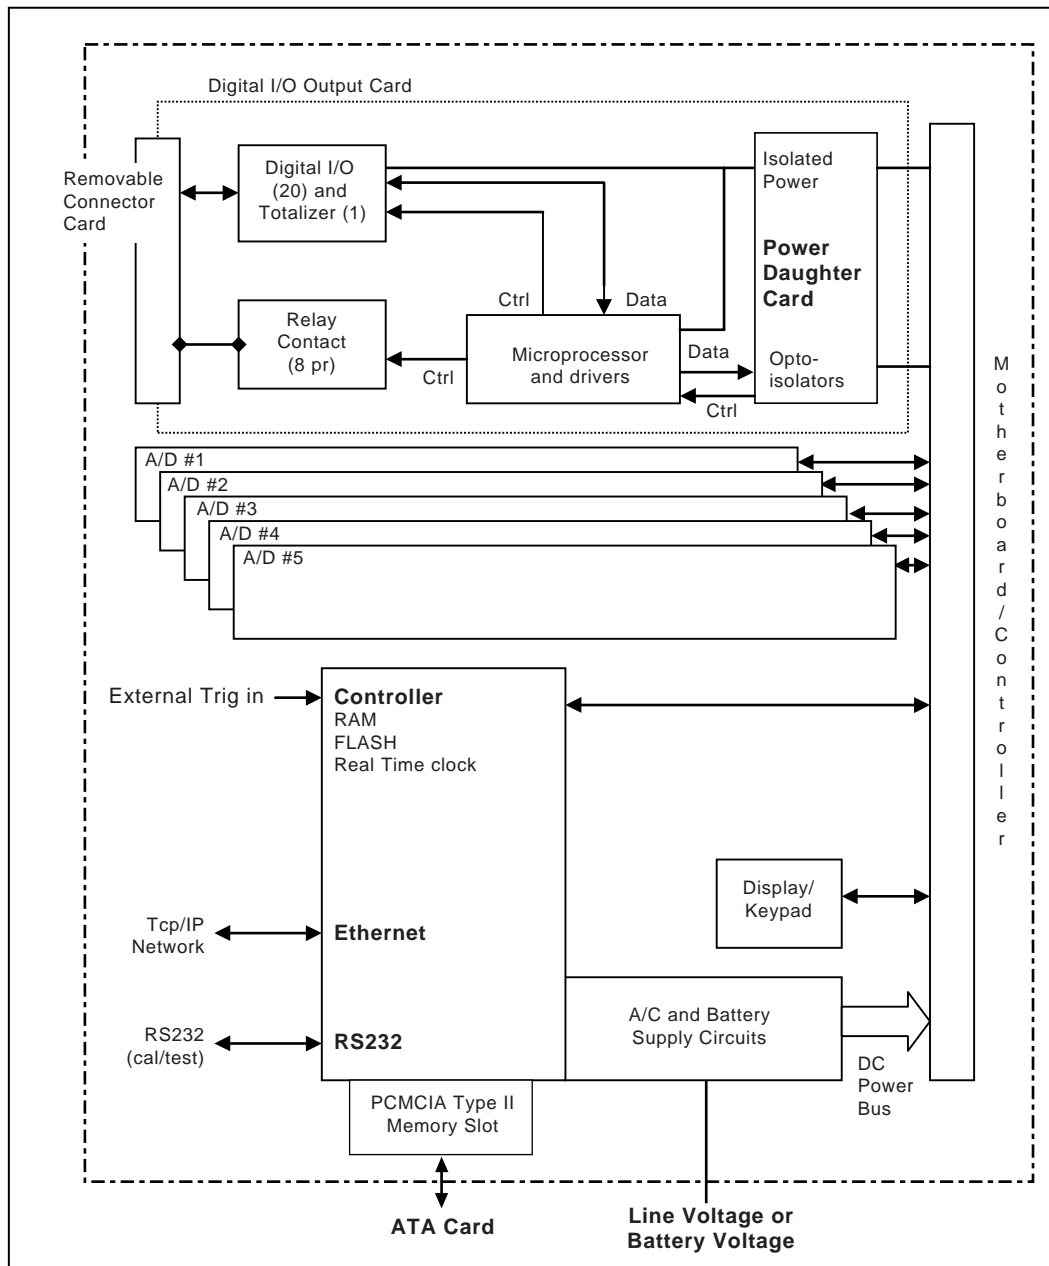 Digital I/O Output Card
Removable
Connector
Card
Digital I/O
(20) and
Totalizer (1)
Isolated
Power
Power
Daughter
Card
Opto-
isolators
Ctrl
Data
Relay
Contact
(8 pr)
Ctrl
Microprocessor
and drivers
Data
Ctrl
Motherboard/Controller
A/D #1
A/D #2
A/D #3
A/D #4
A/D #5
External Trig in
Controller
RAM
FLASH
Real Time clock
Display/
Keypad
Tcp/IP
Network
Ethernet
RS232
(cal/test)
RS232
A/C and Battery
Supply Circuits
DC
Power
Bus
PCMCIA Type II
Memory Slot
ATA Card
Line Voltage or
Battery Voltage